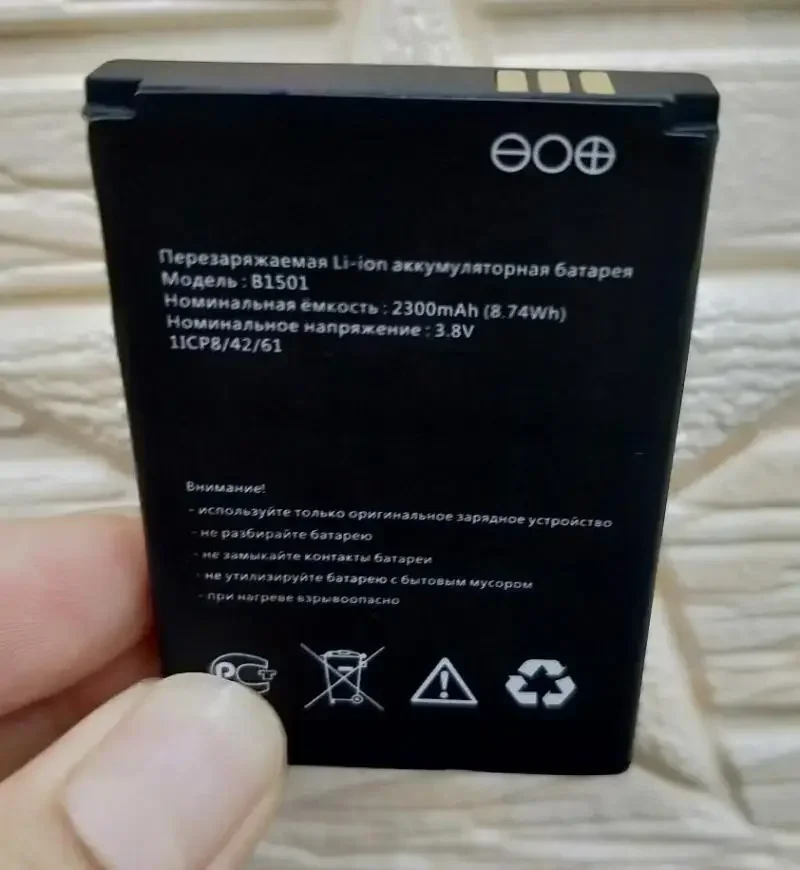 Перезаряжаемая Li-ion аккумуляторная батарея
Модель : B1501
Номинальная ёмкость : 2300mAh (8.74Wh)
Номинальное напряжение : 3.8V
1ICP8/42/61
Внимание!
- используйте только оригинальное зарядное устройство
- не разбирайте батарею
- не замыкайте контакты батареи
- не утилизируйте батарею с бытовым мусором
- при нагреве взрывоопасно